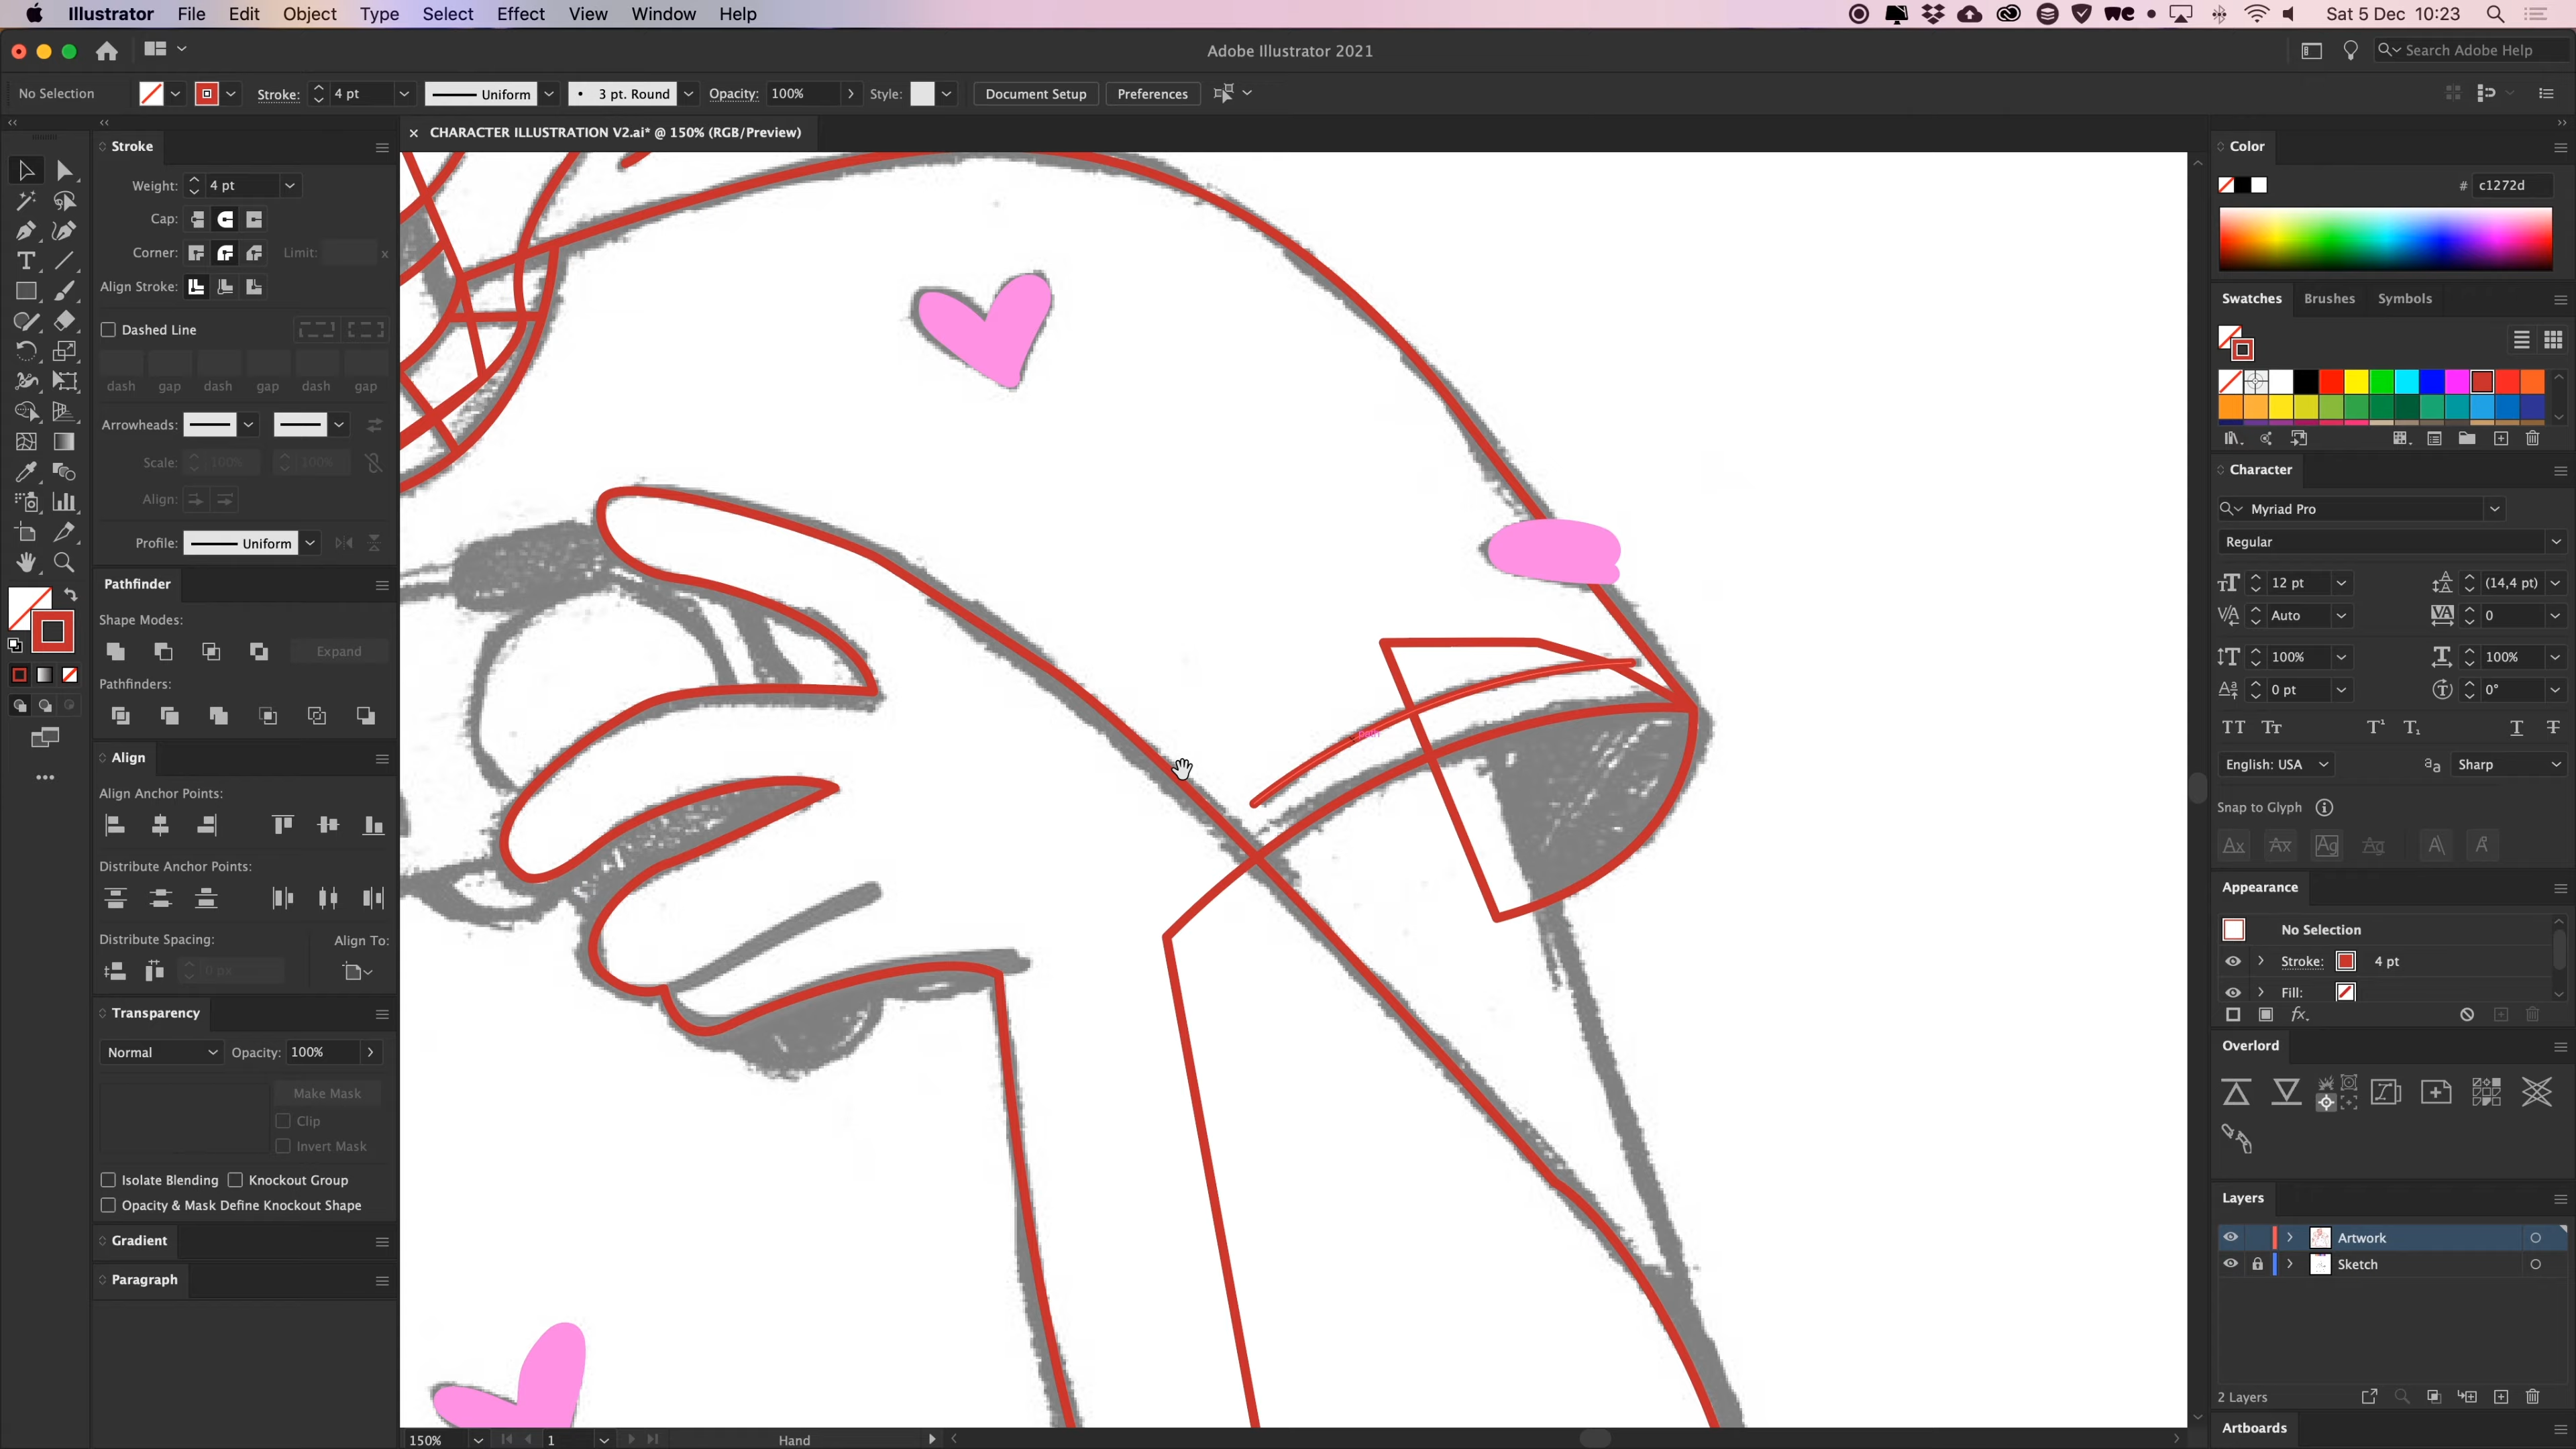 Illustrator File Edit Object Type Select Effect View Window Help
Sat 5 Dec 10:23
Adobe Illustrator 2021
Search Adobe Help
No Selection
Stroke: 4 pt
Uniform
3 pt. Round
Opacity: 100%
Style:
Document Setup
Preferences
CHARACTER ILLUSTRATION V2.ai* @ 150% (RGB/Preview)
Stroke
Weight: 4 pt
Cap:
Corner:
Limit: x
Align Stroke:
Dashed Line
dash gap dash gap dash gap
Arrowheads:
Scale: 100% 100%
Align:
Profile: Uniform
Pathfinder
Shape Modes:
Expand
Pathfinders:
Align
Align Anchor Points:
Distribute Anchor Points:
Distribute Spacing: Align To:
0 px
Transparency
Normal Opacity: 100%
Make Mask
Clip
Invert Mask
Isolate Blending Knockout Group
Opacity & Mask Define Knockout Shape
Gradient
Paragraph
path
150% 1 Hand
Color
# c1272d
Swatches Brushes Symbols
Character
Myriad Pro
Regular
12 pt (14,4 pt)
Auto 0
100% 100%
0 pt 0°
English: USA Sharp
Snap to Glyph
Appearance
No Selection
Stroke: 4 pt
Fill:
Overlord
Layers
Artwork
Sketch
2 Layers
Artboards